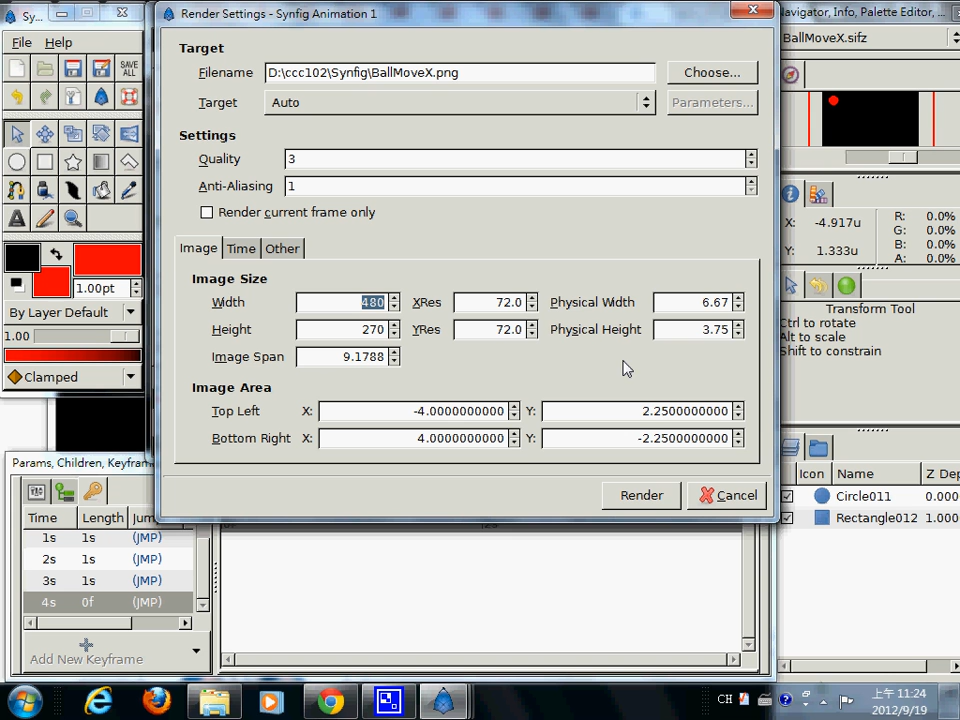 Sy...
Render Settings - Synfig Animation 1
Navigator, Info, Palette Editor, ...
File Help
SAVE ALL
BallMoveX.sifz
Target
Filename D:\ccc102\Synfig\BallMoveX.png Choose...
Target Auto Parameters...
Settings
Quality 3
Anti-Aliasing 1
Render current frame only
Image Time Other
Image Size
Width 480 XRes 72.0 Physical Width 6.67
Height 270 YRes 72.0 Physical Height 3.75
Image Span 9.1788
Image Area
Top Left X: -4.0000000000 Y: 2.2500000000
Bottom Right X: 4.0000000000 Y: -2.2500000000
Render Cancel
1.00pt
By Layer Default
1.00
Clamped
X: -4.917u
Y: 1.333u
R: 0.0%
G: 0.0%
B: 0.0%
A: 0.0%
Transform Tool
Ctrl to rotate
Alt to scale
Shift to constrain
Icon Name Z Dep
Circle011 0.000
Rectangle012 1.000
Params, Children, Keyfram
Time Length Jum
1s 1s (JMP)
2s 1s (JMP)
3s 1s (JMP)
4s 0f (JMP)
Add New Keyframe
CH
上午 11:24
2012/9/19